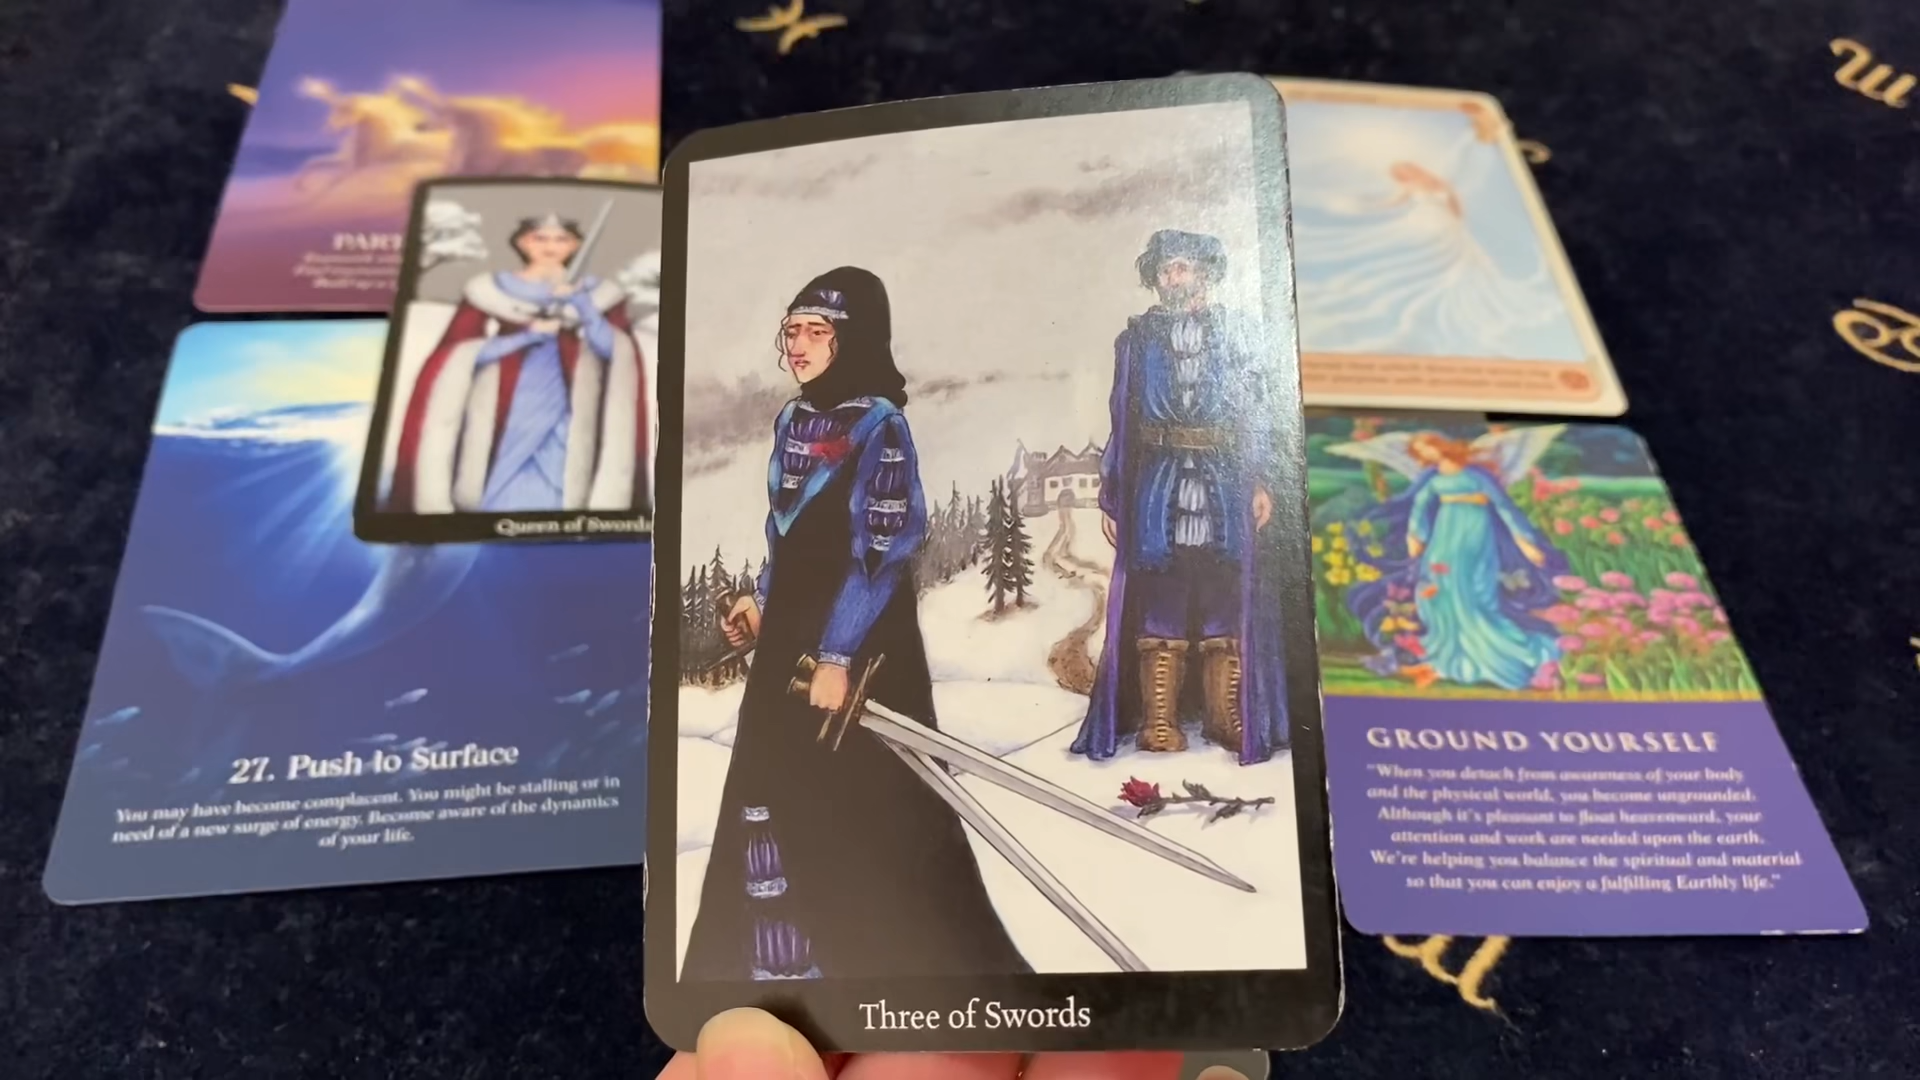 PART
Queen of Swords
27. Push to Surface
You may have become complacent. You might be stalling or in
need of a new surge of energy. Become aware of the dynamics
of your life.
Three of Swords
GROUND YOURSELF
"When you detach from awareness of your body
and the physical world, you become ungrounded.
Although it's pleasant to float heavenward, your
attention and work are needed upon the earth.
We're helping you balance the spiritual and material
so that you can enjoy a fulfilling Earthly life."